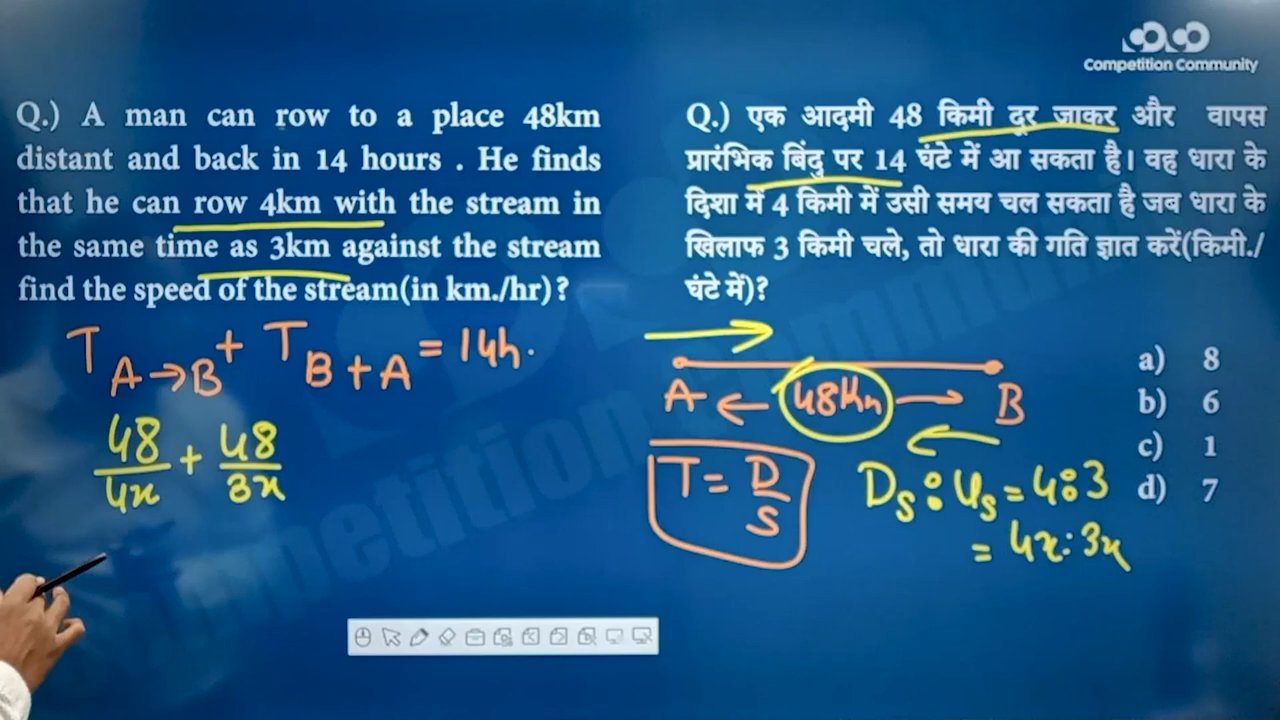 Competition Community
Q.) A man can row to a place 48km
distant and back in 14 hours . He finds
that he can row 4km with the stream in
the same time as 3km against the stream
find the speed of the stream(in km./hr)?
Q.) एक आदमी 48 किमी दूर जाकर और वापस
प्रारंभिक बिंदु पर 14 घंटे में आ सकता है। वह धारा के
दिशा में 4 किमी में उसी समय चल सकता है जब धारा के
खिलाफ 3 किमी चले, तो धारा की गति ज्ञात करें(किमी./
घंटे में)?
T A→B + T B+A = 14h.
48/4x + 48/3x
A ← 48Km → B
T = D/S
Ds : Us = 4:3
= 4x:3x
a) 8
b) 6
c) 1
d) 7